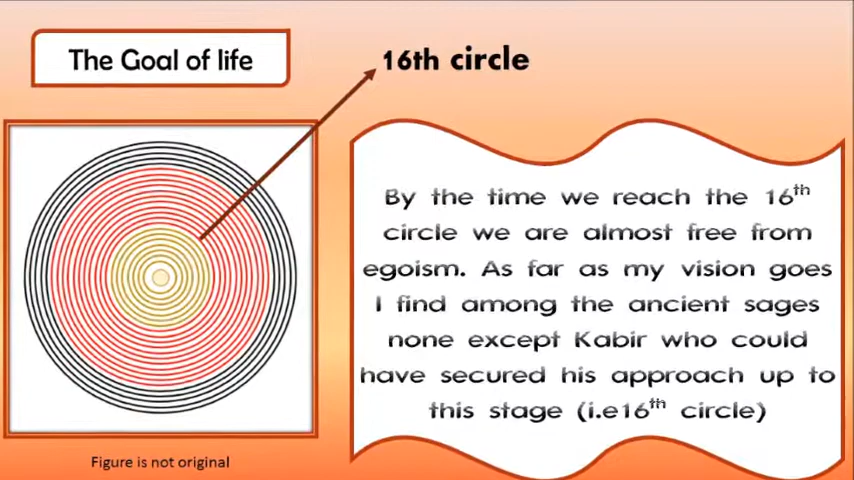 The Goal of life
16th circle
By the time we reach the 16th
circle we are almost free from
egoism. As far as my vision goes
I find among the ancient sages
none except Kabir who could
have secured his approach up to
this stage (i.e16th circle)
Figure is not original